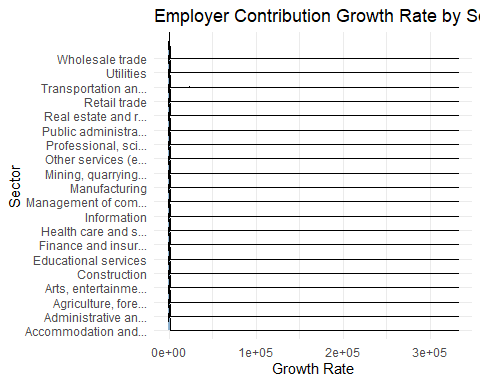 Employer Contribution Growth Rate by Se
Wholesale trade
Utilities
Transportation an...
Retail trade
Real estate and r...
Public administra...
Professional, sci...
Other services (e...
Mining, quarrying...
Manufacturing
Management of com...
Information
Health care and s...
Finance and insur...
Educational services
Construction
Arts, entertainme...
Agriculture, fore...
Administrative an...
Accommodation and...
Sector
0e+00 1e+05 2e+05 3e+05
Growth Rate